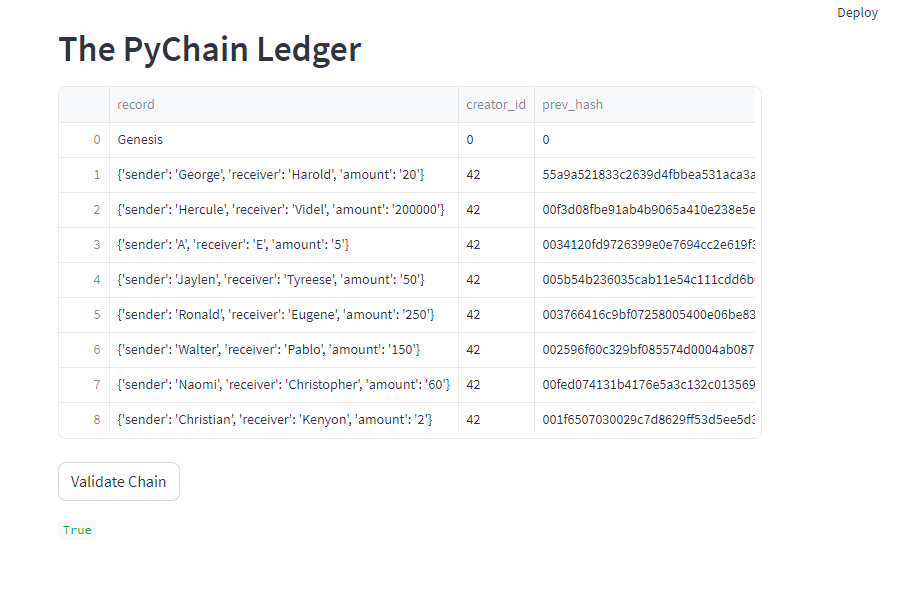 Deploy
The PyChain Ledger
record creator_id prev_hash
0 Genesis 0 0
1 {'sender': 'George', 'receiver': 'Harold', 'amount': '20'} 42 55a9a521833c2639d4fbbea531aca3a
2 {'sender': 'Hercule', 'receiver': 'Videl', 'amount': '200000'} 42 00f3d08fbe91ab4b9065a410e238e5e
3 {'sender': 'A', 'receiver': 'E', 'amount': '5'} 42 0034120fd9726399e0e7694cc2e619f3
4 {'sender': 'Jaylen', 'receiver': 'Tyreese', 'amount': '50'} 42 005b54b236035cab11e54c111cdd6b
5 {'sender': 'Ronald', 'receiver': 'Eugene', 'amount': '250'} 42 003766416c9bf07258005400e06be83
6 {'sender': 'Walter', 'receiver': 'Pablo', 'amount': '150'} 42 002596f60c329bf085574d0004ab087
7 {'sender': 'Naomi', 'receiver': 'Christopher', 'amount': '60'} 42 00fed074131b4176e5a3c132c013569
8 {'sender': 'Christian', 'receiver': 'Kenyon', 'amount': '2'} 42 001f6507030029c7d8629ff53d5ee5d3
Validate Chain
True